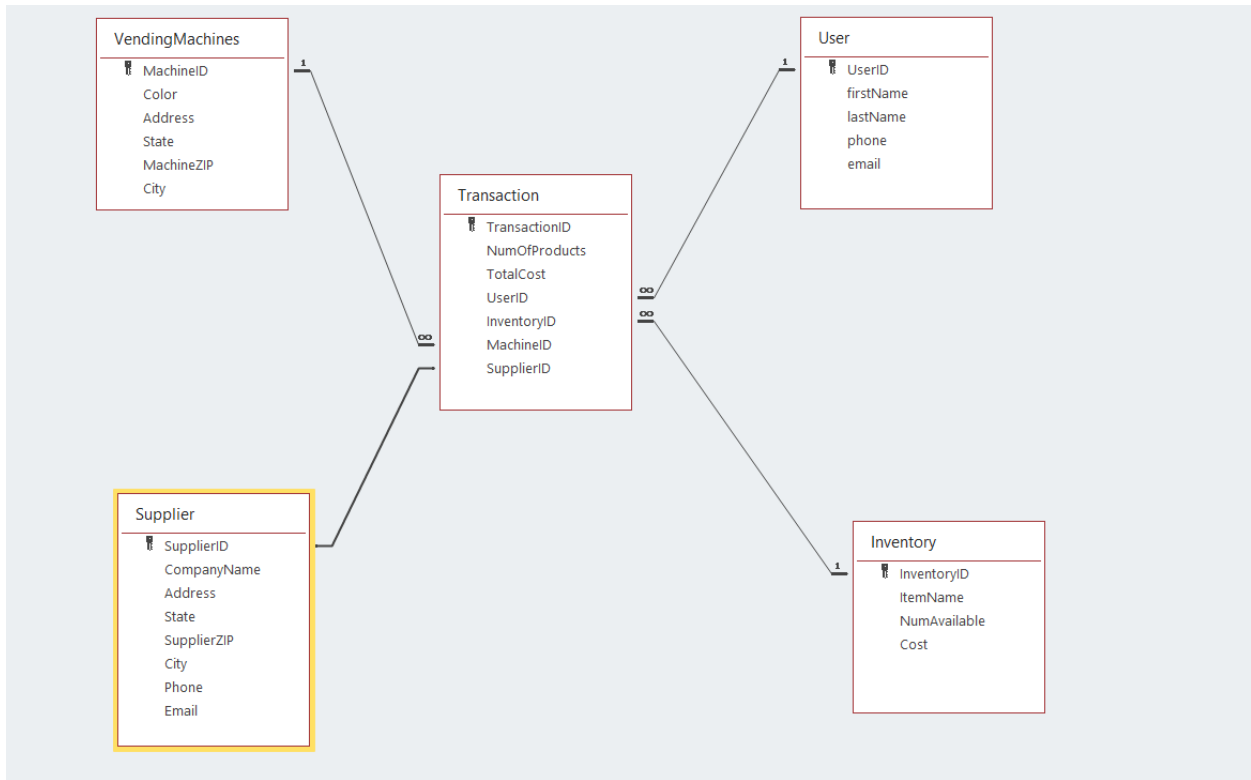 VendingMachines
MachineID
Color
Address
State
MachineZIP
City
1
∞
User
UserID
firstName
lastName
phone
email
1
∞
Transaction
TransactionID
NumOfProducts
TotalCost
UserID
InventoryID
MachineID
SupplierID
∞
1
Supplier
SupplierID
CompanyName
Address
State
SupplierZIP
City
Phone
Email
Inventory
InventoryID
ItemName
NumAvailable
Cost